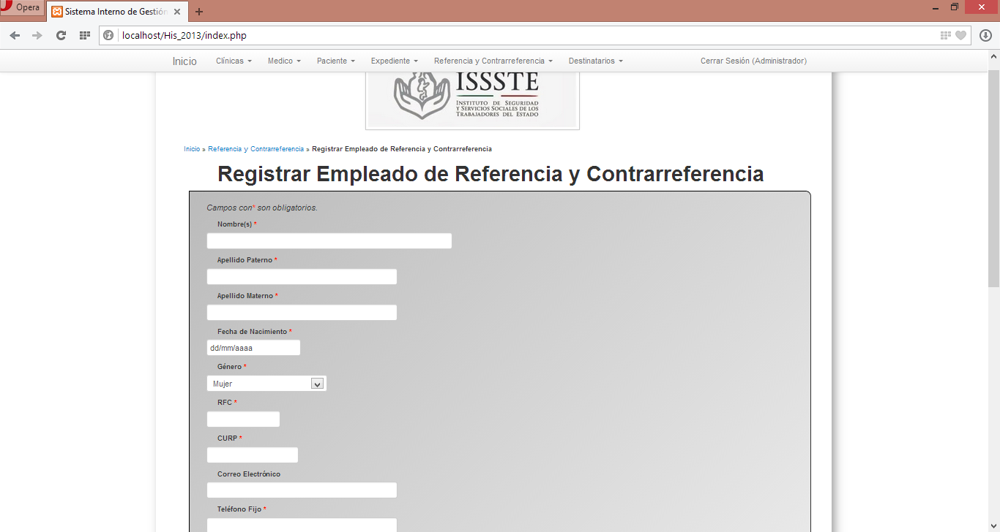 Opera
Sistema Interno de Gestión
localhost/His_2013/index.php
Inicio Clínicas Medico Paciente Expediente Referencia y Contrarreferencia Destinatarios Cerrar Sesión (Administrador)
ISSSTE
INSTITUTO DE SEGURIDAD
Y SERVICIOS SOCIALES DE LOS
TRABAJADORES DEL ESTADO
Inicio » Referencia y Contrarreferencia » Registrar Empleado de Referencia y Contrarreferencia
Registrar Empleado de Referencia y Contrarreferencia
Campos con* son obligatorios.
Nombre(s) *
Apellido Paterno *
Apellido Materno *
Fecha de Nacimiento *
dd/mm/aaaa
Género *
Mujer
RFC *
CURP *
Correo Electrónico
Teléfono Fijo *